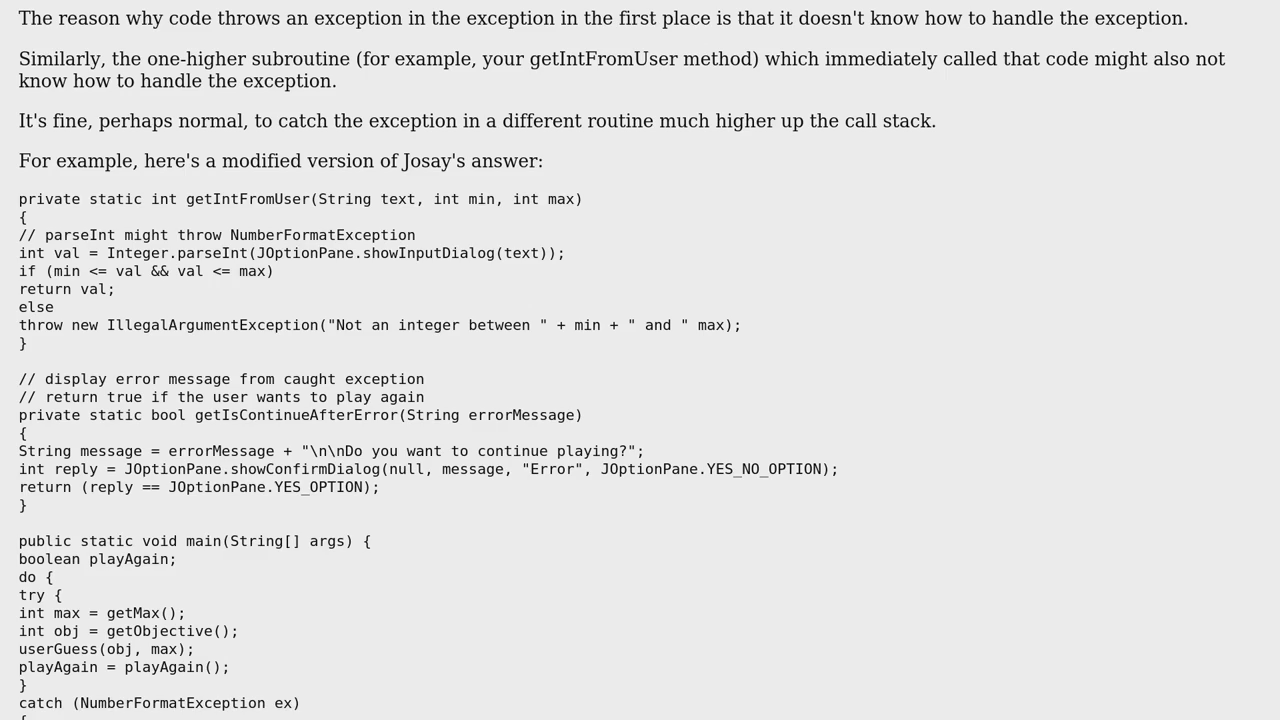 The reason why code throws an exception in the exception in the first place is that it doesn't know how to handle the exception.
Similarly, the one-higher subroutine (for example, your getIntFromUser method) which immediately called that code might also not
know how to handle the exception.
It's fine, perhaps normal, to catch the exception in a different routine much higher up the call stack.
For example, here's a modified version of Josay's answer:
private static int getIntFromUser(String text, int min, int max)
{
// parseInt might throw NumberFormatException
int val = Integer.parseInt(JOptionPane.showInputDialog(text));
if (min <= val && val <= max)
return val;
else
throw new IllegalArgumentException("Not an integer between " + min + " and " max);
}
// display error message from caught exception
// return true if the user wants to play again
private static bool getIsContinueAfterError(String errorMessage)
{
String message = errorMessage + "\n\nDo you want to continue playing?";
int reply = JOptionPane.showConfirmDialog(null, message, "Error", JOptionPane.YES_NO_OPTION);
return (reply == JOptionPane.YES_OPTION);
}
public static void main(String[] args) {
boolean playAgain;
do {
try {
int max = getMax();
int obj = getObjective();
userGuess(obj, max);
playAgain = playAgain();
}
catch (NumberFormatException ex)
{